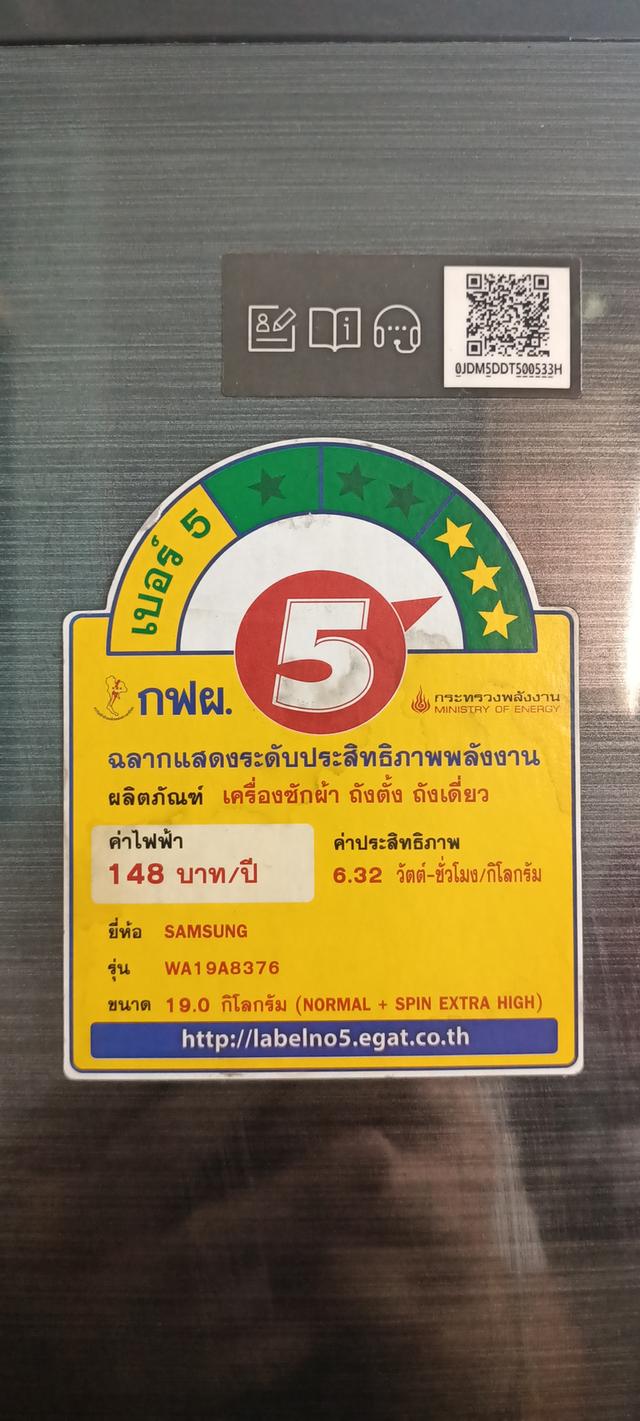 0JDM5DDT500533H
เบอร์ 5
5
กฟผ.
กระทรวงพลังงาน
MINISTRY OF ENERGY
ฉลากแสดงระดับประสิทธิภาพพลังงาน
ผลิตภัณฑ์ เครื่องซักผ้า ถังตั้ง ถังเดี่ยว
ค่าไฟฟ้า
148 บาท/ปี
ค่าประสิทธิภาพ
6.32 วัตต์-ชั่วโมง/กิโลกรัม
ยี่ห้อ SAMSUNG
รุ่น WA19A8376
ขนาด 19.0 กิโลกรัม (NORMAL + SPIN EXTRA HIGH)
http://labelno5.egat.co.th